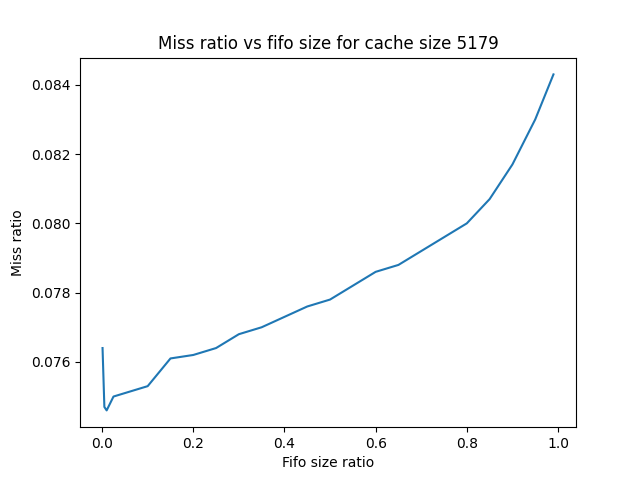 Miss ratio vs fifo size for cache size 5179
0.084
0.082
0.080
0.078
0.076
Miss ratio
0.0 0.2 0.4 0.6 0.8 1.0
Fifo size ratio